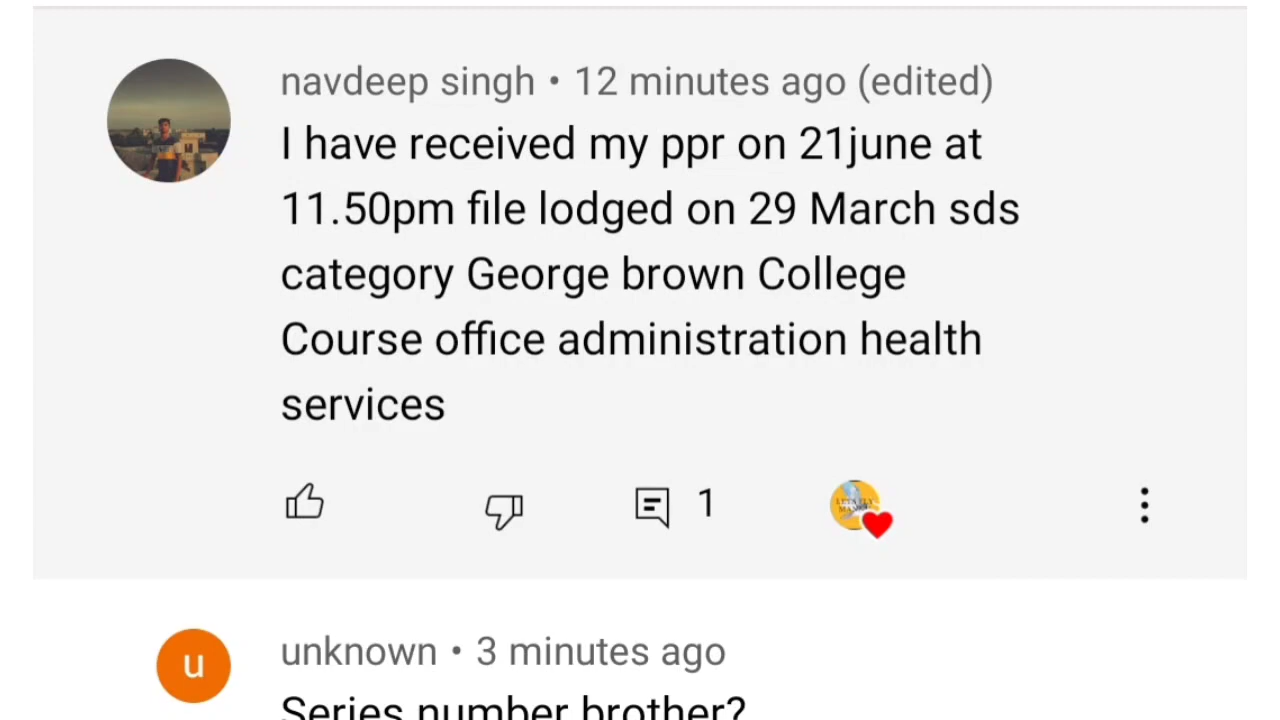 navdeep singh • 12 minutes ago (edited)
I have received my ppr on 21june at
11.50pm file lodged on 29 March sds
category George brown College
Course office administration health
services
1
u
unknown • 3 minutes ago
Series number brother?